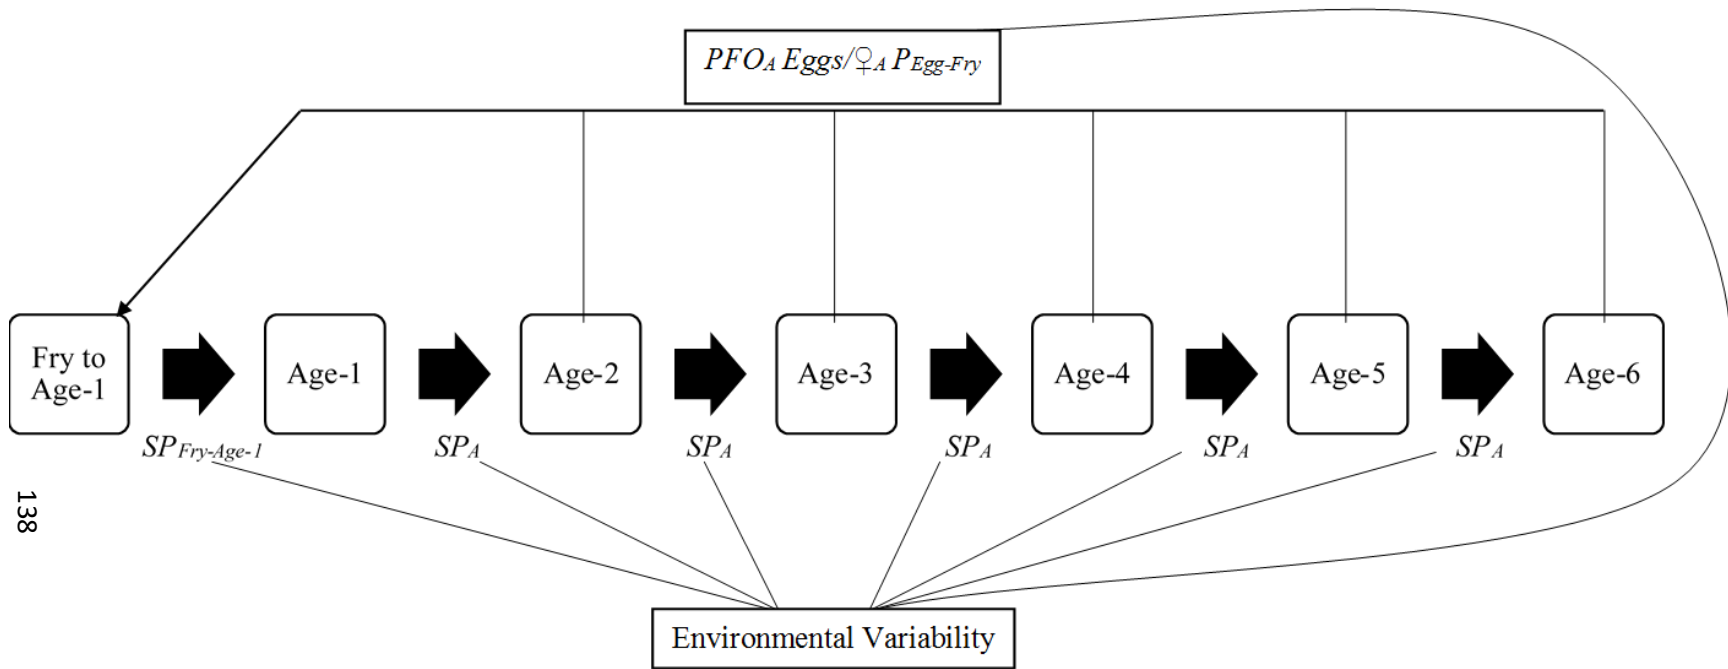 PFOA Eggs/♀A PEgg-Fry
Fry to
Age-1
Age-1
Age-2
Age-3
Age-4
Age-5
Age-6
SPFry-Age-1
SPA
SPA
SPA
SPA
SPA
138
Environmental Variability